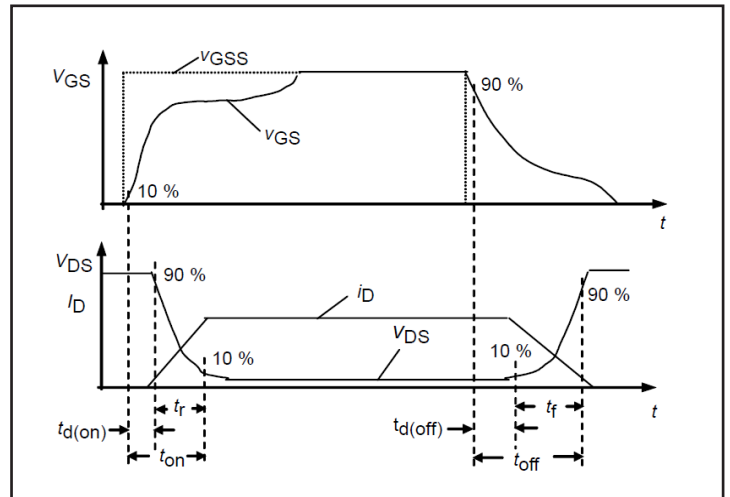 vGSS
VGS
90 %
vGS
10 %
t
VDS
90 %
iD
ID
90 %
vDS
10 %
10 %
tr
tf
t
td(on)
td(off)
ton
toff